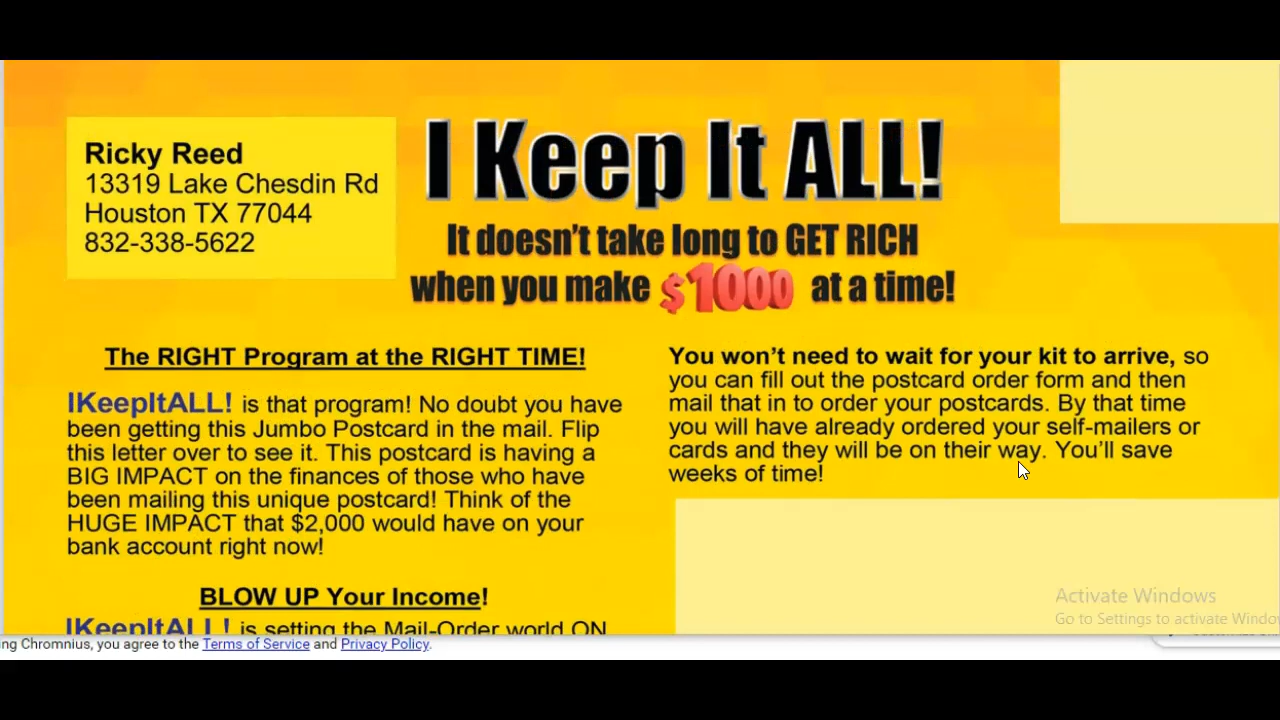 Ricky Reed
13319 Lake Chesdin Rd
Houston TX 77044
832-338-5622
I Keep It ALL!
It doesn't take long to GET RICH
when you make $1000 at a time!
The RIGHT Program at the RIGHT TIME!
IKeepItALL! is that program! No doubt you have
been getting this Jumbo Postcard in the mail. Flip
this letter over to see it. This postcard is having a
BIG IMPACT on the finances of those who have
been mailing this unique postcard! Think of the
HUGE IMPACT that $2,000 would have on your
bank account right now!
BLOW UP Your Income!
IKeepItALL! is setting the Mail-Order world ON
You won't need to wait for your kit to arrive, so
you can fill out the postcard order form and then
mail that in to order your postcards. By that time
you will have already ordered your self-mailers or
cards and they will be on their way. You'll save
weeks of time!
Activate Windows
Go to Settings to activate Windo
ng Chromnius, you agree to the Terms of Service and Privacy Policy.